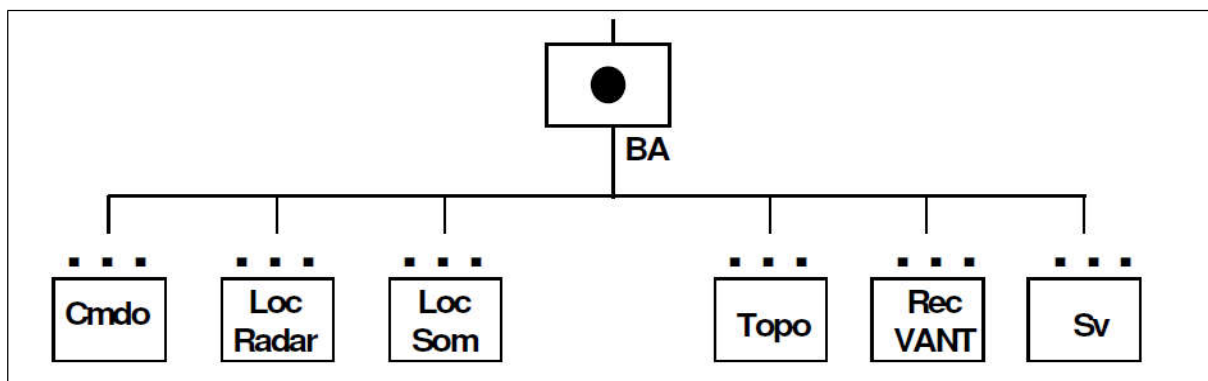 BA
Cmdo
Loc
Radar
Loc
Som
Topo
Rec
VANT
Sv